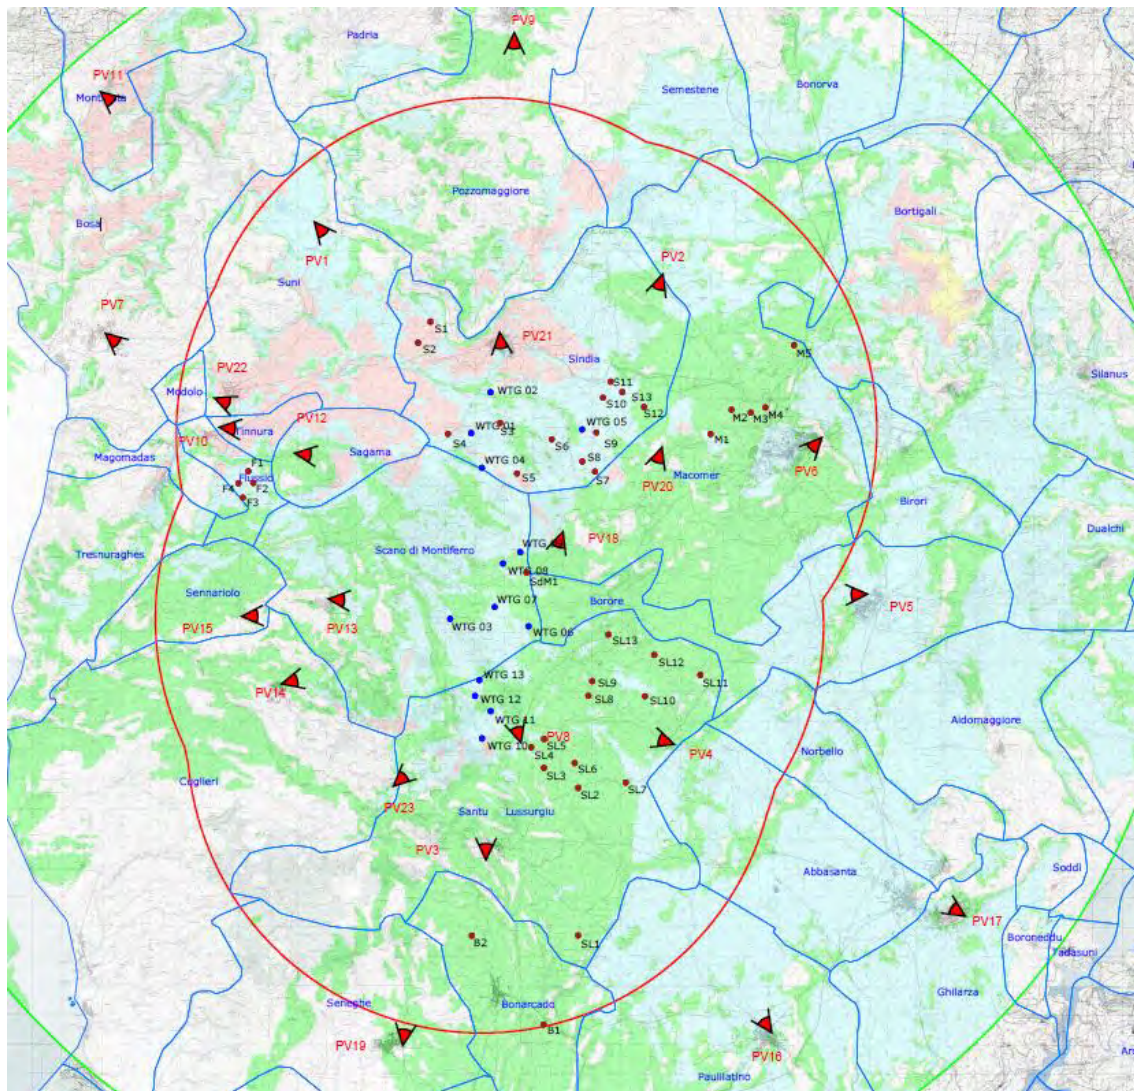 PV9
Padria
PV11
Montresta
Semestene
Bonorva
Pozzomaggiore
Bortigali
Bosa
PV1
PV2
Suni
PV7
S1
S2
PV21
Sindia
M5
Silanus
PV22
Modolo
WTG 02
S11
S13
S10
S12
M2
M3
M4
PV12
PV10
Tinnura
WTG 01
S3
WTG 05
S4
S6
S9
M1
PV6
Magomadas
Sagama
F1
Flussio
F4
F2
F3
WTG 04
S5
S8
S7
PV20
Macomer
Birori
Dualchi
Tresnuraghes
Scano di Montiferro
WTG
PV18
WTG 08
SdM1
Sennariolo
PV15
PV13
WTG 07
Borore
PV5
WTG 03
WTG 06
SL13
SL12
SL11
PV14
WTG 13
SL9
WTG 12
SL8
SL10
WTG 11
Aidomaggiore
PV8
WTG 10
SL5
SL4
PV4
Norbello
SL3
SL6
Cuglieri
PV23
SL2
SL7
Santu
Lussurgiu
PV3
Abbasanta
Soddi
PV17
B2
SL1
Boroneddu
Tadasuni
Seneghe
Bonarcado
Ghilarza
B1
PV19
PV16
Paulilatino